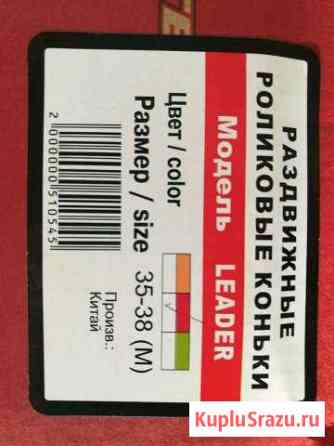 РАЗДВИЖНЫЕ
РОЛИКОВЫЕ КОНЬКИ
Модель LEADER
Цвет / color
Размер / size 35-38 (M)
Произв.:
Китай
2 000000 510545
KupluSrazu.ru